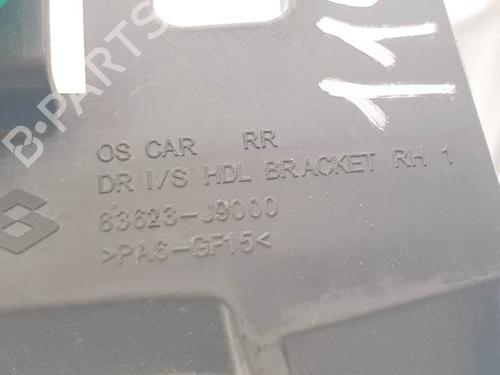 B-PARTS
OS CAR RR
DR I/S HDL BRACKET RH 1
83623-J9000
>PA6-GF15<